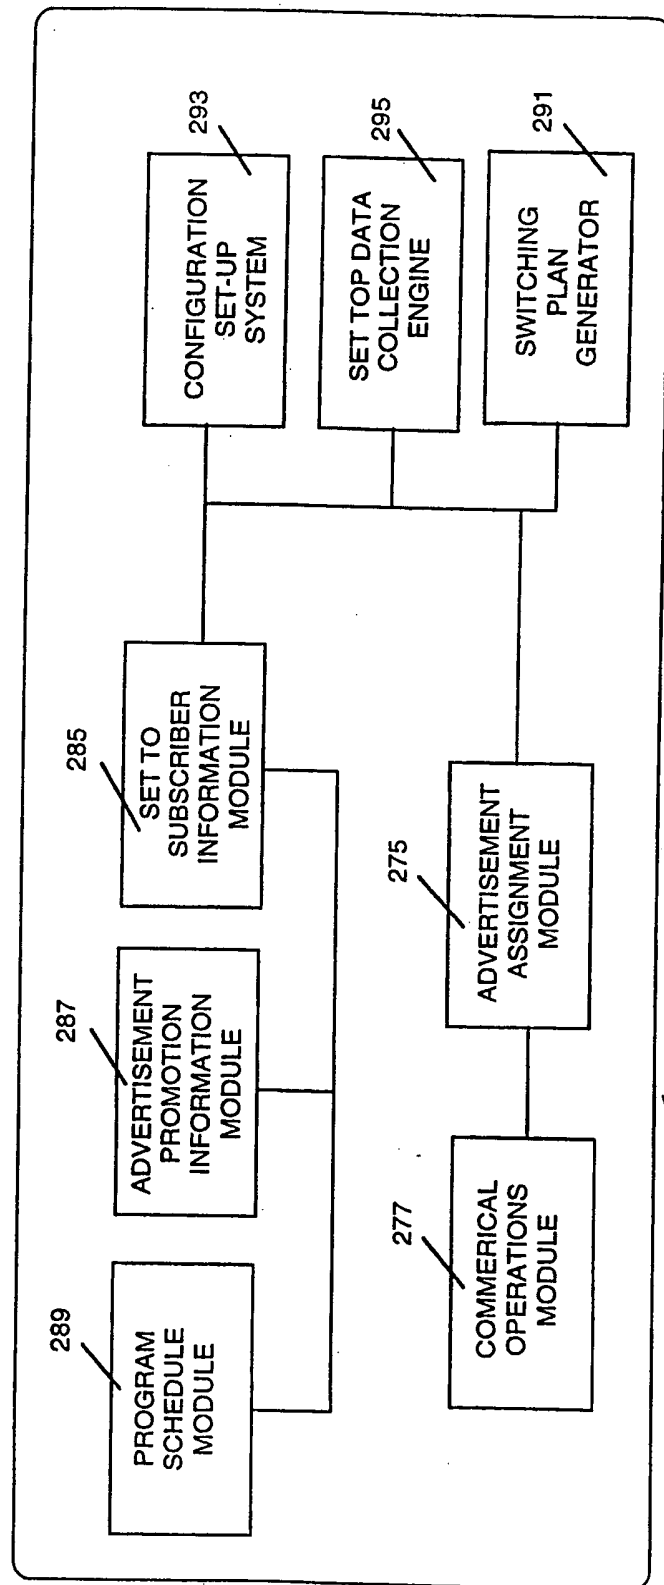 289
PROGRAM
SCHEDULE
MODULE
287
ADVERTISEMENT
PROMOTION
INFORMATION
MODULE
285
SET TO
SUBSCRIBER
INFORMATION
MODULE
293
CONFIGURATION
SET-UP
SYSTEM
295
SET TOP DATA
COLLECTION
ENGINE
291
SWITCHING
PLAN
GENERATOR
277
COMMERICAL
OPERATIONS
MODULE
275
ADVERTISEMENT
ASSIGNMENT
MODULE